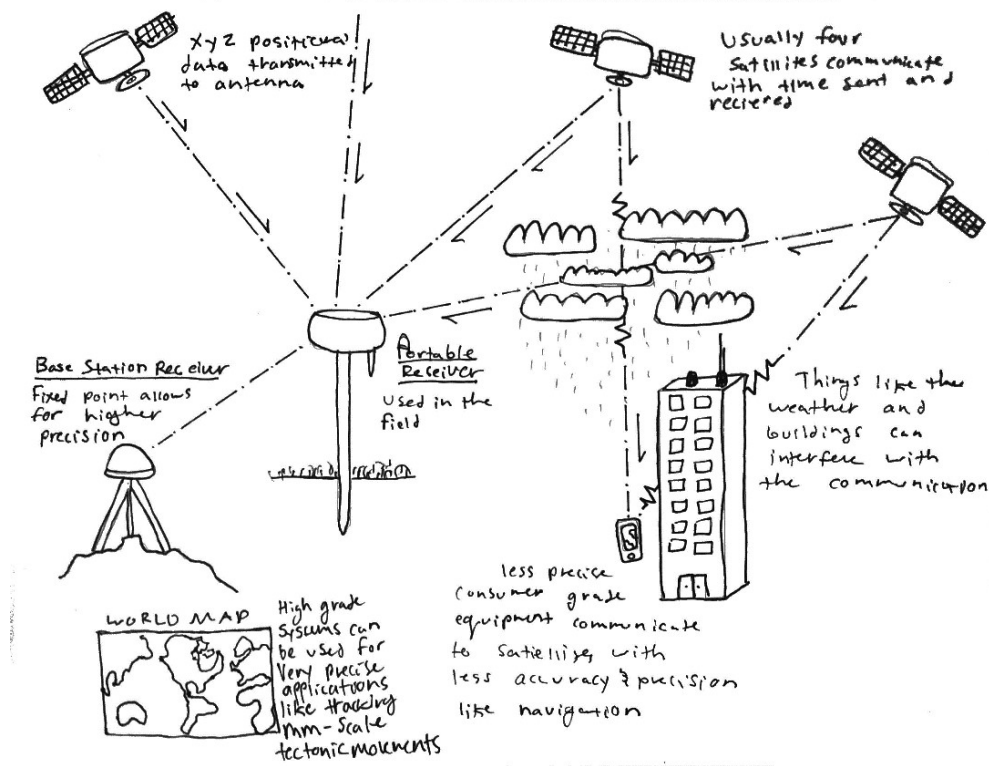 XYZ positional
data transmitted
to antenna
Usually four
Satillites communicate
with time sent and
recieved
Base Station Receiver
Fixed point allows
for higher
precision
Portable
Receiver
used in the
field
Things like the
weather and
buildings can
interfere with
the communication
less precise
consumer grade
equipment communicate
to satellites with
less accuracy & precision
like navigation
WORLD MAP
High grade
systems can
be used for
very precise
applications
like tracking
mm-scale
tectonic movements